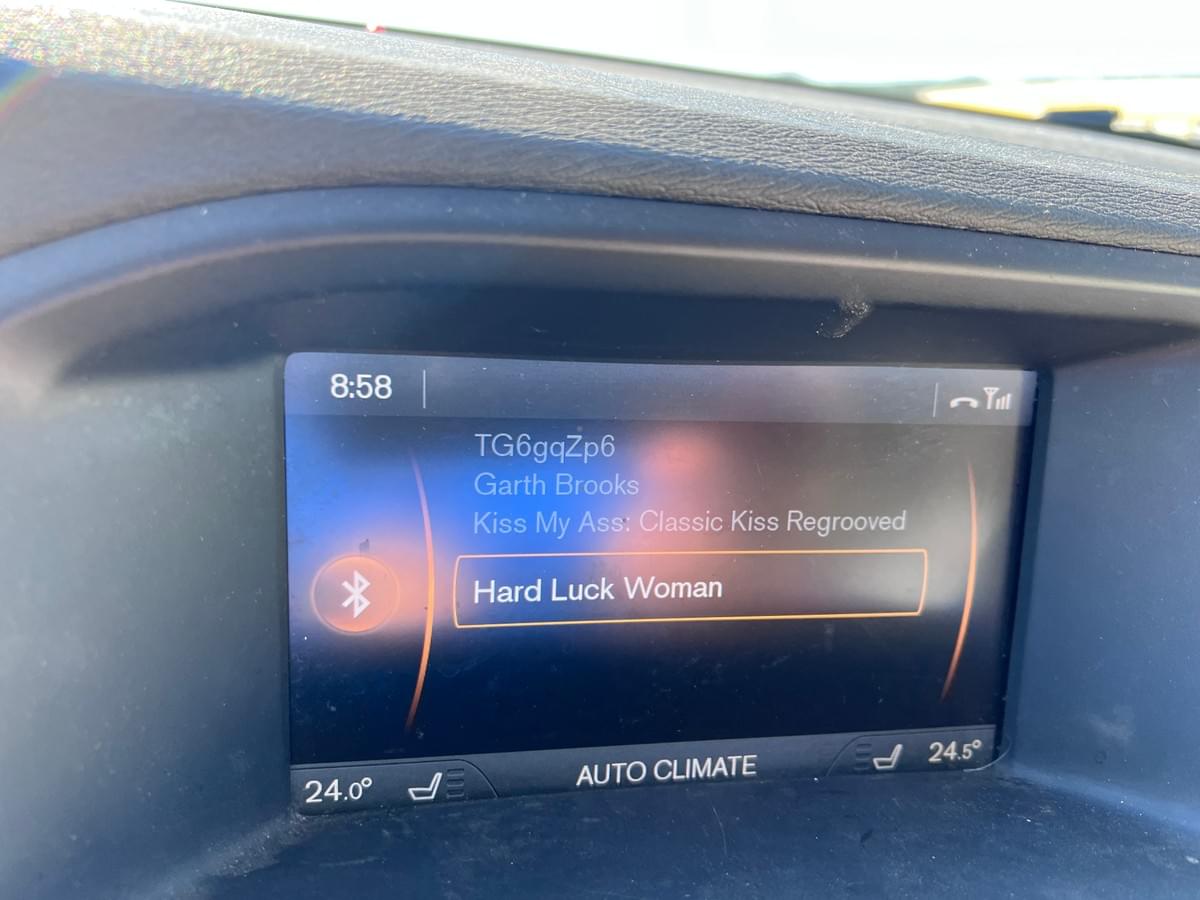 8:58
TG6gqZp6
Garth Brooks
Kiss My Ass: Classic Kiss Regrooved
Hard Luck Woman
24.0° AUTO CLIMATE 24.5°